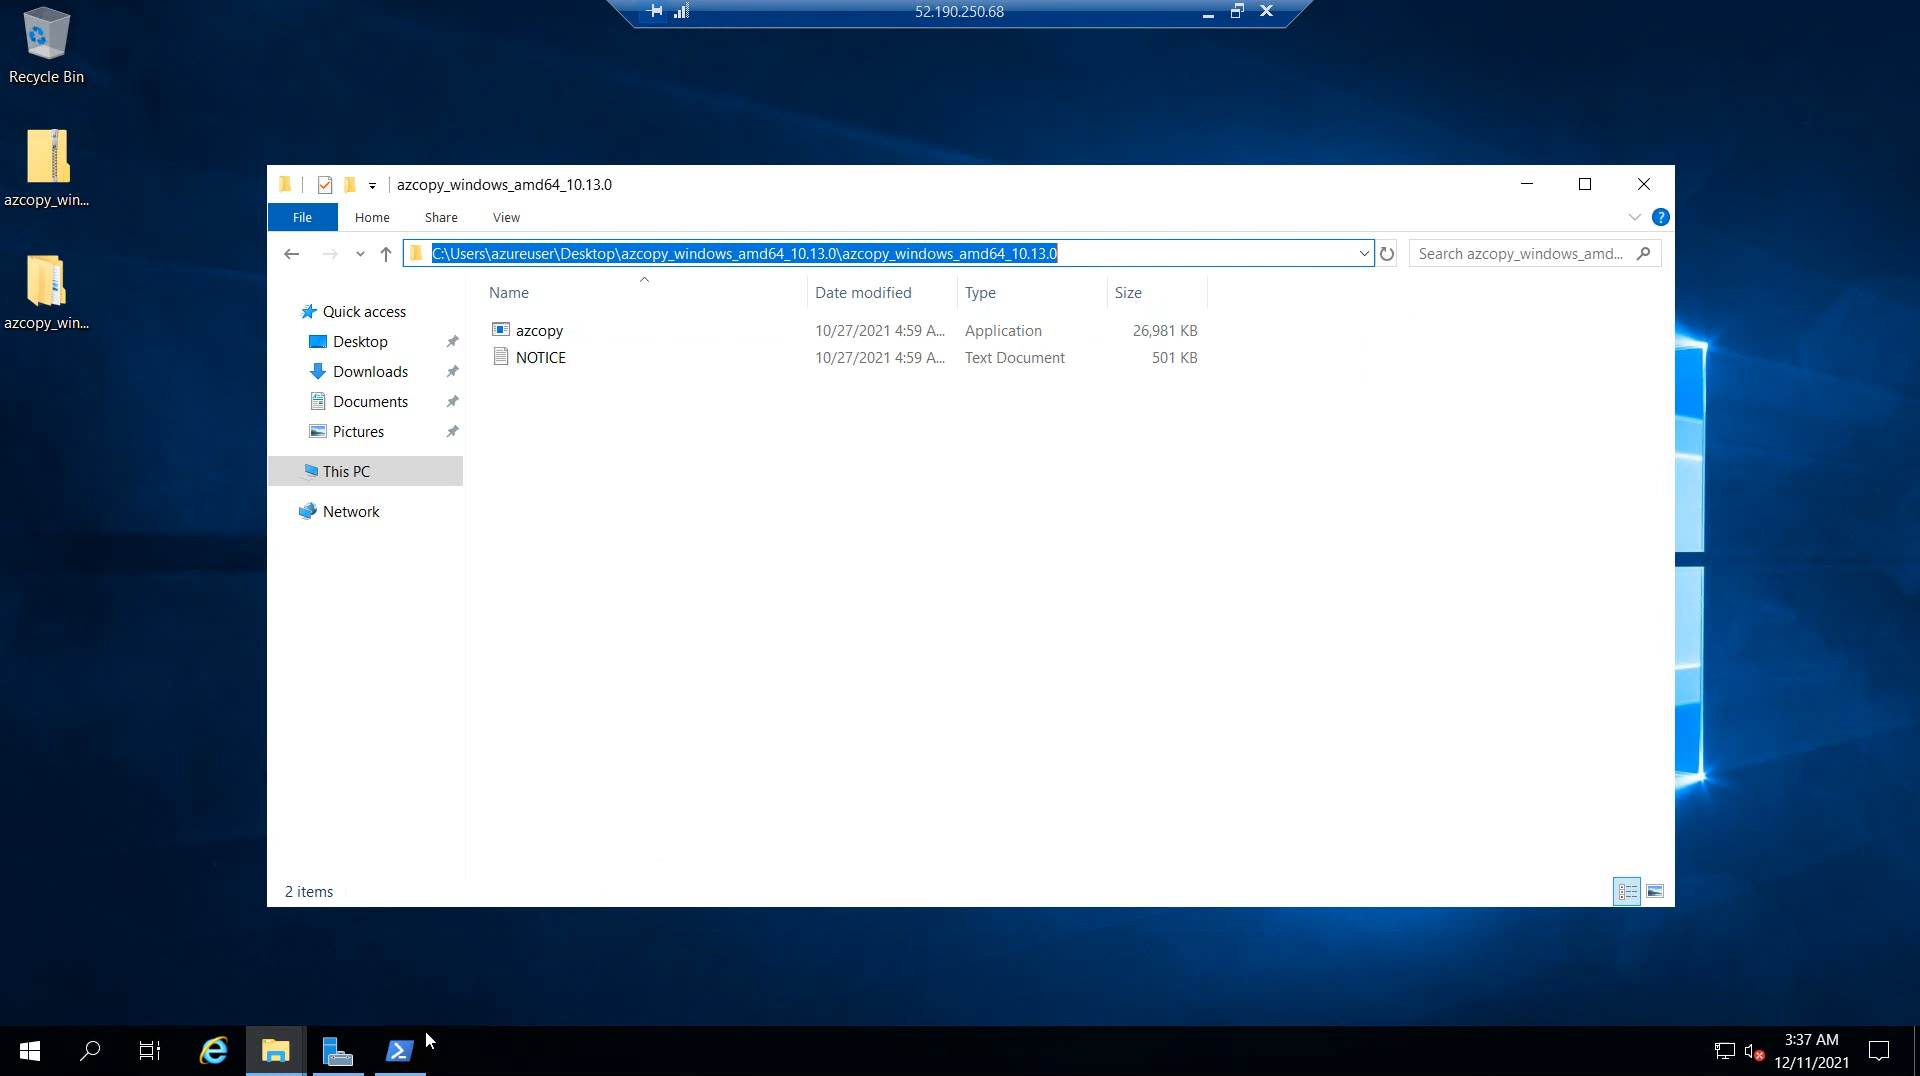 52.190.250.68
Recycle Bin
azcopy_win...
azcopy_win...
azcopy_windows_amd64_10.13.0
File Home Share View
C:\Users\azureuser\Desktop\azcopy_windows_amd64_10.13.0\azcopy_windows_amd64_10.13.0
Search azcopy_windows_amd...
Name Date modified Type Size
Quick access
Desktop
Downloads
Documents
Pictures
This PC
Network
azcopy 10/27/2021 4:59 A... Application 26,981 KB
NOTICE 10/27/2021 4:59 A... Text Document 501 KB
2 items
3:37 AM
12/11/2021